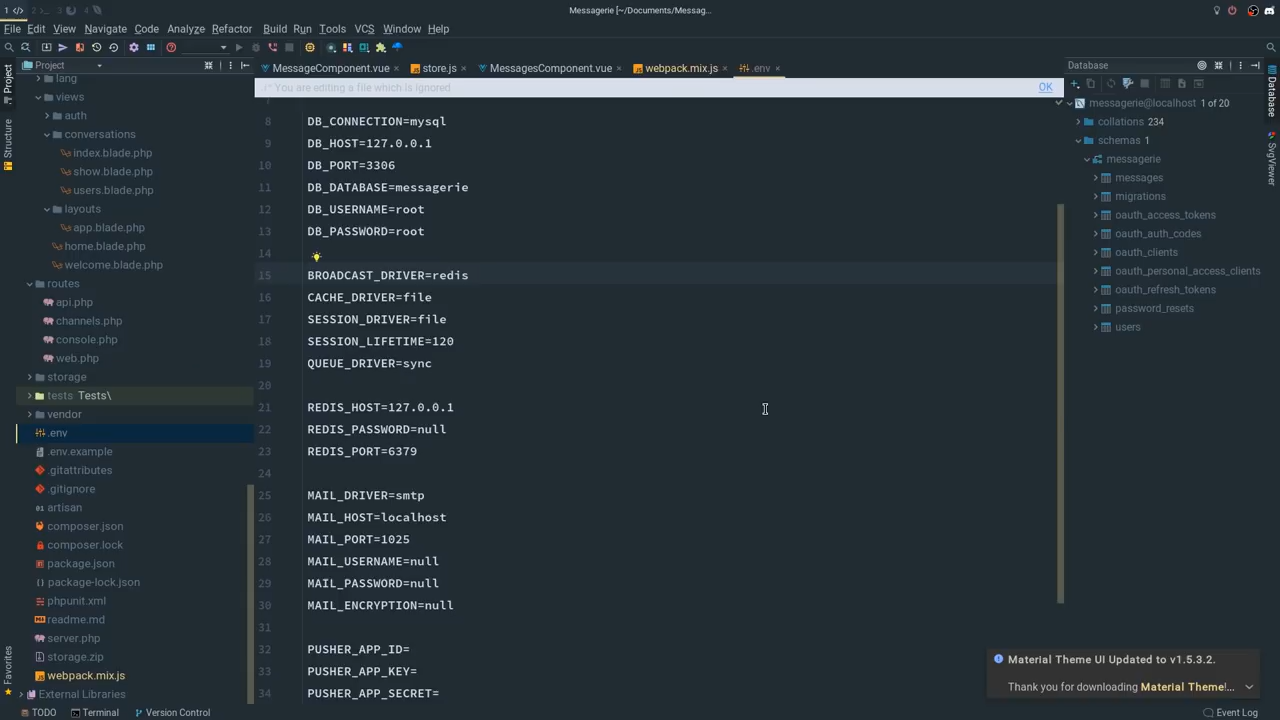 1 </> 2 3 4
Messagerie [~/Documents/Messag...
File Edit View Navigate Code Analyze Refactor Build Run Tools VCS Window Help
Project
MessageComponent.vue store.js MessagesComponent.vue webpack.mix.js .env
Database
You are editing a file which is ignored
OK
lang
views
auth
conversations
index.blade.php
show.blade.php
users.blade.php
layouts
app.blade.php
home.blade.php
welcome.blade.php
routes
api.php
channels.php
console.php
web.php
storage
tests Tests\
vendor
.env
.env.example
.gitattributes
.gitignore
artisan
composer.json
composer.lock
package.json
package-lock.json
phpunit.xml
readme.md
server.php
storage.zip
webpack.mix.js
External Libraries
8 DB_CONNECTION=mysql
9 DB_HOST=127.0.0.1
10 DB_PORT=3306
11 DB_DATABASE=messagerie
12 DB_USERNAME=root
13 DB_PASSWORD=root
14
15 BROADCAST_DRIVER=redis
16 CACHE_DRIVER=file
17 SESSION_DRIVER=file
18 SESSION_LIFETIME=120
19 QUEUE_DRIVER=sync
20
21 REDIS_HOST=127.0.0.1
22 REDIS_PASSWORD=null
23 REDIS_PORT=6379
24
25 MAIL_DRIVER=smtp
26 MAIL_HOST=localhost
27 MAIL_PORT=1025
28 MAIL_USERNAME=null
29 MAIL_PASSWORD=null
30 MAIL_ENCRYPTION=null
31
32 PUSHER_APP_ID=
33 PUSHER_APP_KEY=
34 PUSHER_APP_SECRET=
messagerie@localhost 1 of 20
collations 234
schemas 1
messagerie
messages
migrations
oauth_access_tokens
oauth_auth_codes
oauth_clients
oauth_personal_access_clients
oauth_refresh_tokens
password_resets
users
Project
Structure
Favorites
Database
SvgViewer
Material Theme UI Updated to v1.5.3.2.
Thank you for downloading Material Theme!...
TODO Terminal Version Control
Event Log